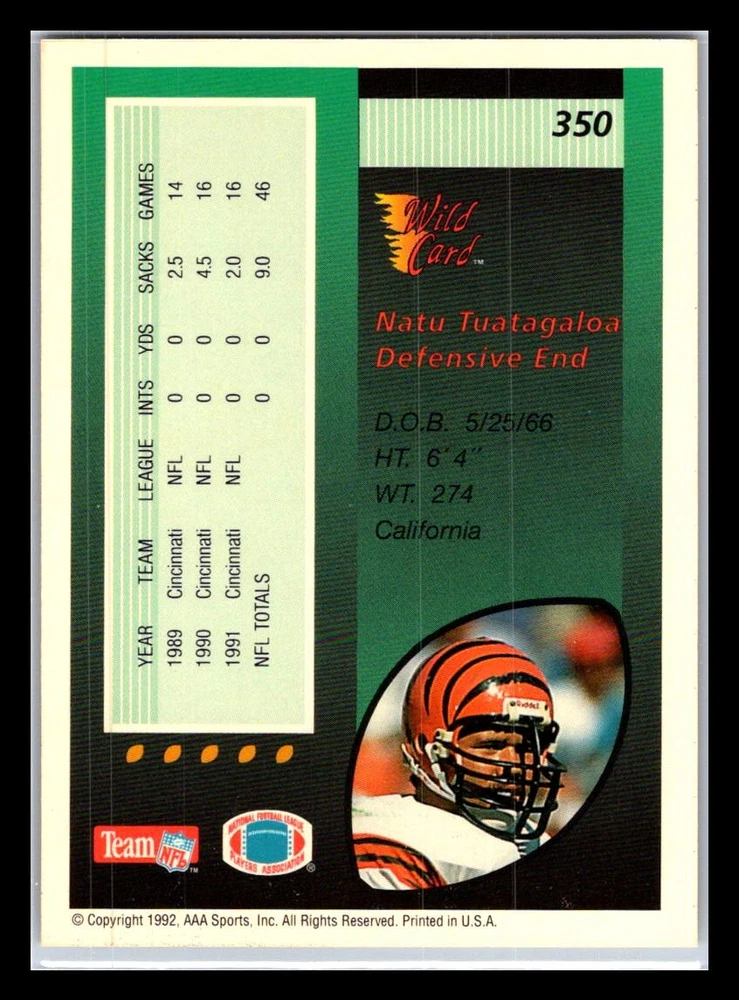 350
Wild
Card™
Natu Tuatagaloa
Defensive End
D.O.B. 5/25/66
HT. 6'4"
WT. 274
California
YEAR TEAM LEAGUE INTS YDS SACKS GAMES
1989 Cincinnati NFL 0 0 2.5 14
1990 Cincinnati NFL 0 0 4.5 16
1991 Cincinnati NFL 0 0 2.0 16
NFL TOTALS 0 0 9.0 46
Riddell
Team NFL™
NATIONAL FOOTBALL LEAGUE
PLAYERS ASSOCIATION®
© Copyright 1992, AAA Sports, Inc. All Rights Reserved. Printed in U.S.A.